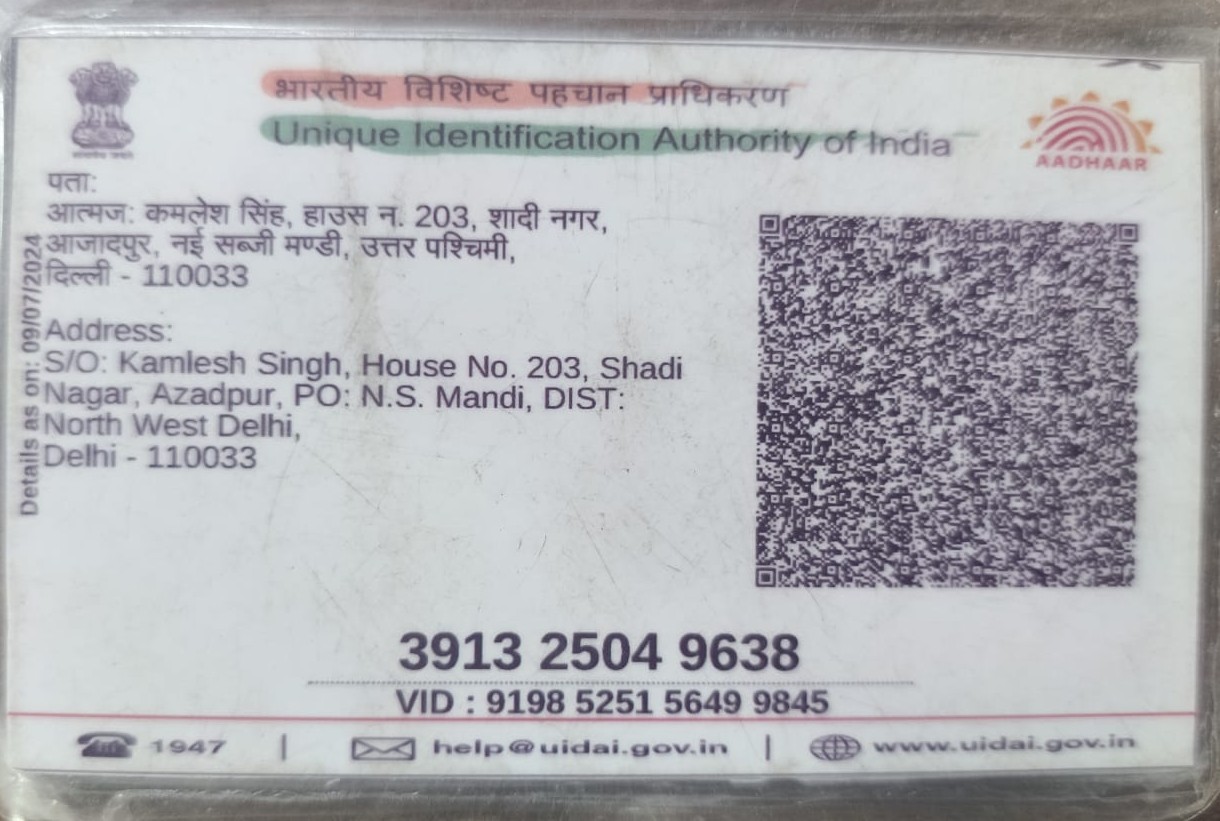 भारतीय विशिष्ट पहचान प्राधिकरण
Unique Identification Authority of India
AADHAAR
पता:
आत्मज: कमलेश सिंह, हाउस न. 203, शादी नगर,
आजादपुर, नई सब्जी मण्डी, उत्तर पश्चिमी,
दिल्ली - 110033
Address:
S/O: Kamlesh Singh, House No. 203, Shadi
Nagar, Azadpur, PO: N.S. Mandi, DIST:
North West Delhi,
Delhi - 110033
Details as on: 09/07/2024
3913 2504 9638
VID : 9198 5251 5649 9845
1947 | help@uidai.gov.in | www.uidai.gov.in